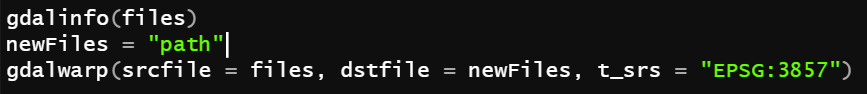 gdalinfo(files)
newFiles = "path"
gdalwarp(srcfile = files, dstfile = newFiles, t_srs = "EPSG:3857")